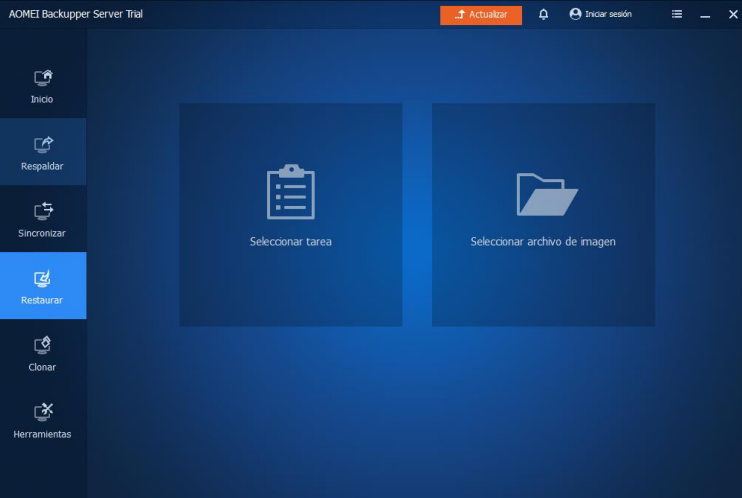 AOMEI Backupper Server Trial
Actualizar
Iniciar sesión
Inicio
Respaldar
Sincronizar
Restaurar
Clonar
Herramientas
Seleccionar tarea
Seleccionar archivo de imagen